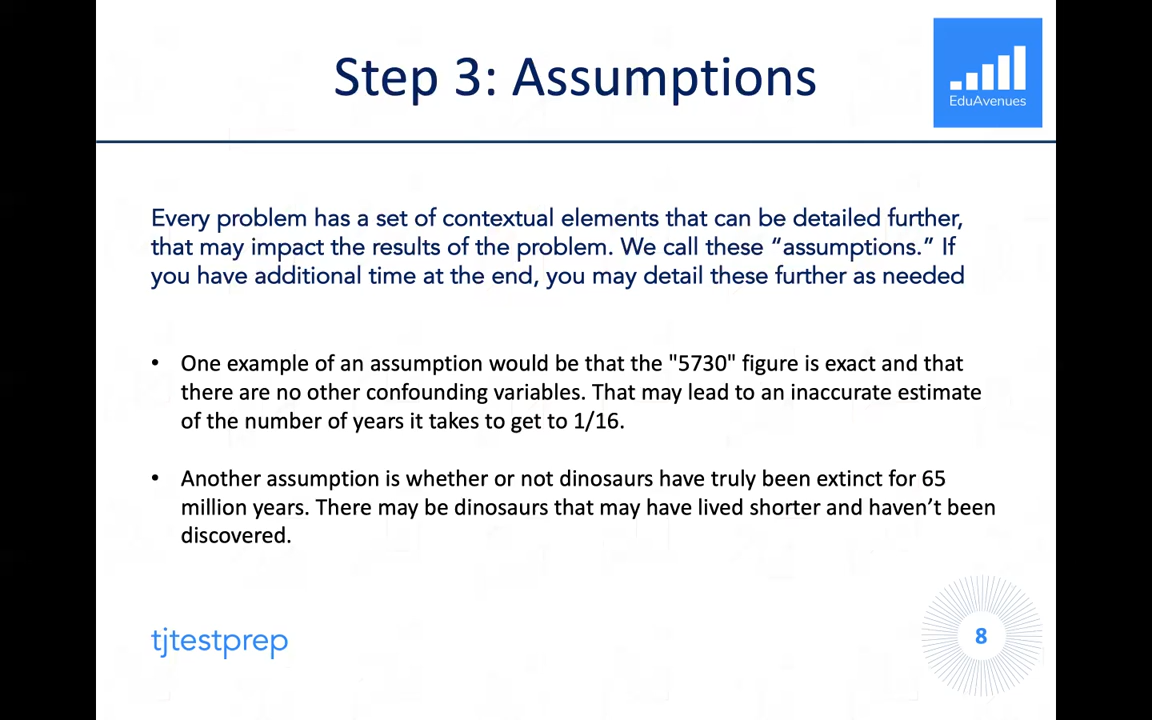 Step 3: Assumptions
EduAvenues
Every problem has a set of contextual elements that can be detailed further,
that may impact the results of the problem. We call these “assumptions.” If
you have additional time at the end, you may detail these further as needed
• One example of an assumption would be that the "5730" figure is exact and that
there are no other confounding variables. That may lead to an inaccurate estimate
of the number of years it takes to get to 1/16.
• Another assumption is whether or not dinosaurs have truly been extinct for 65
million years. There may be dinosaurs that may have lived shorter and haven’t been
discovered.
tjtestprep
8